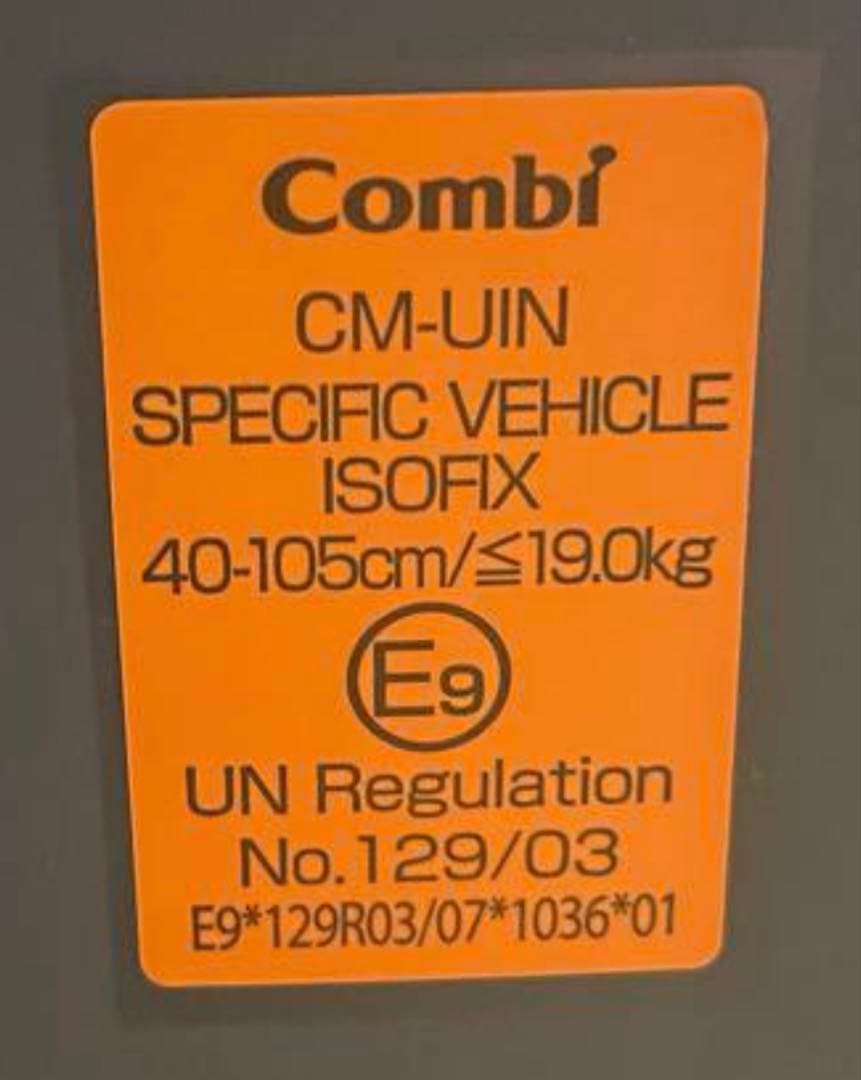 Combi
CM-UIN
SPECIFIC VEHICLE
ISOFIX
40-105cm/≦19.0kg
E9
UN Regulation
No.129/03
E9*129R03/07*1036*01